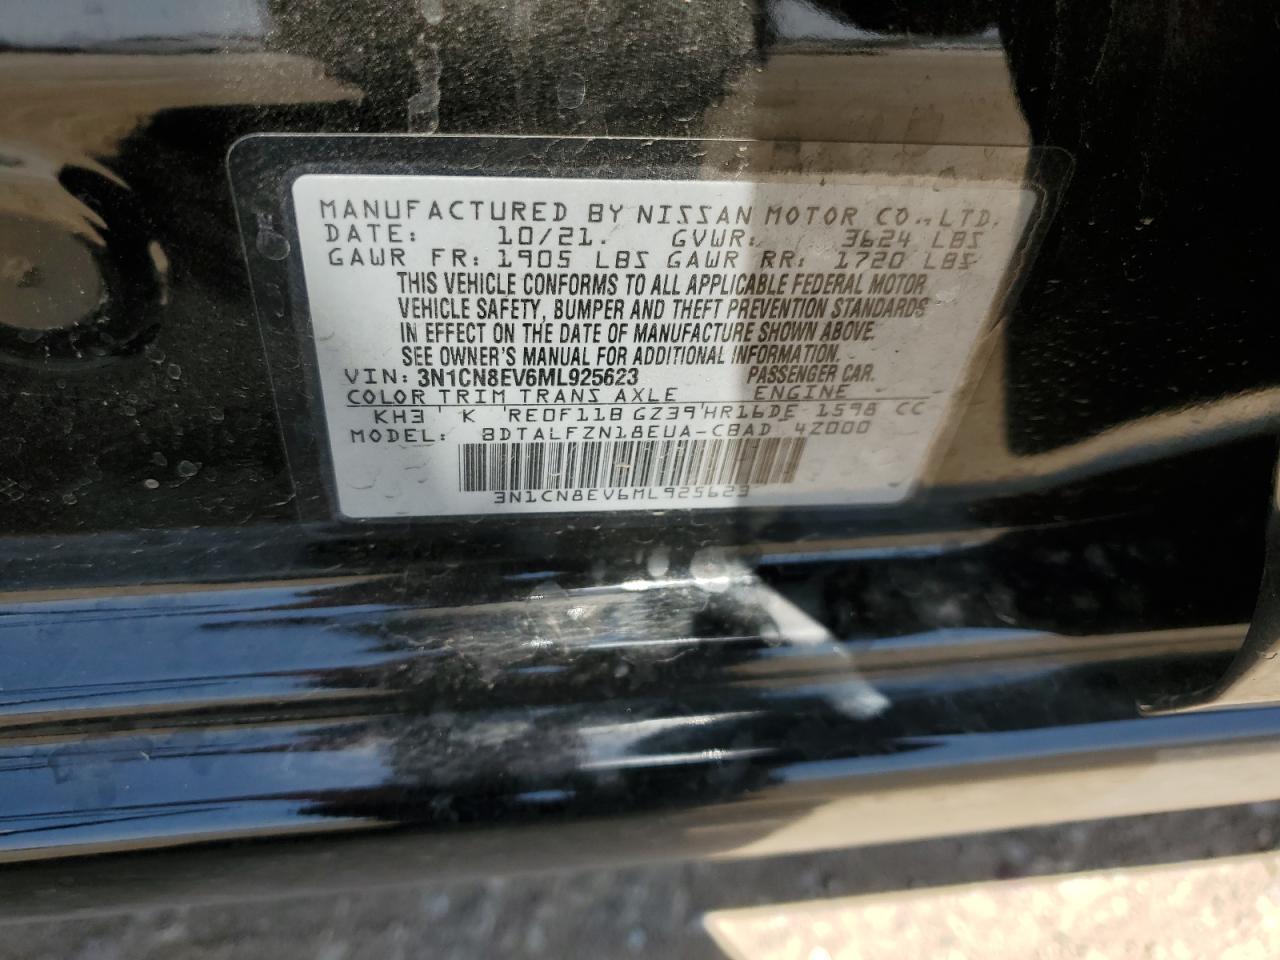 MANUFACTURED BY NISSAN MOTOR CO., LTD.
DATE: 10/21. GVWR: 3624 LBS
GAWR FR: 1905 LBS GAWR RR: 1720 LBS
THIS VEHICLE CONFORMS TO ALL APPLICABLE FEDERAL MOTOR
VEHICLE SAFETY, BUMPER AND THEFT PREVENTION STANDARDS
IN EFFECT ON THE DATE OF MANUFACTURE SHOWN ABOVE.
SEE OWNER'S MANUAL FOR ADDITIONAL INFORMATION.
VIN: 3N1CN8EV6ML925623 PASSENGER CAR.
COLOR TRIM TRANS AXLE ENGINE
KH3 ' K 'RE0F11B GZ39'HR16DE 1598 CC
MODEL: BDTALFZN18EUA-CBAD 4Z000
3N1CN8EV6ML925623